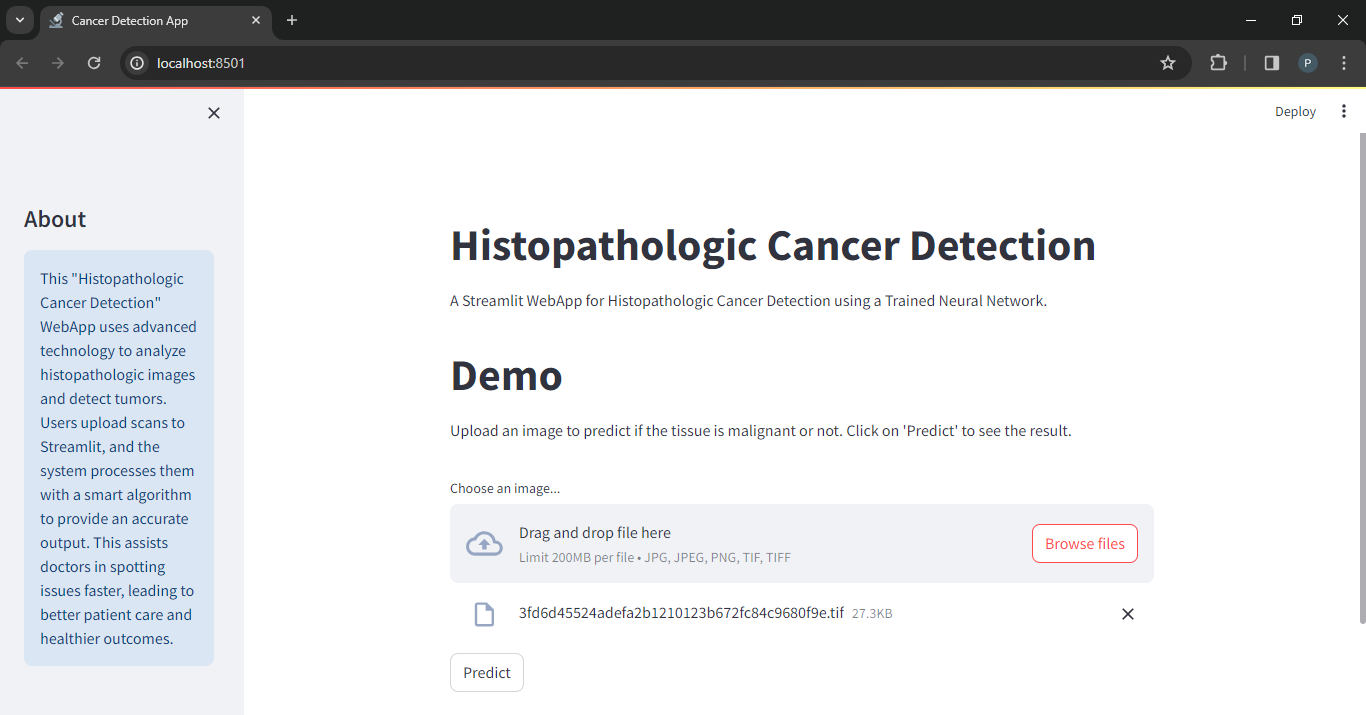 Cancer Detection App
localhost:8501
P
Deploy
About
This "Histopathologic
Cancer Detection"
WebApp uses advanced
technology to analyze
histopathologic images
and detect tumors.
Users upload scans to
Streamlit, and the
system processes them
with a smart algorithm
to provide an accurate
output. This assists
doctors in spotting
issues faster, leading to
better patient care and
healthier outcomes.
Histopathologic Cancer Detection
A Streamlit WebApp for Histopathologic Cancer Detection using a Trained Neural Network.
Demo
Upload an image to predict if the tissue is malignant or not. Click on 'Predict' to see the result.
Choose an image...
Drag and drop file here
Limit 200MB per file • JPG, JPEG, PNG, TIF, TIFF
Browse files
3fd6d45524adefa2b1210123b672fc84c9680f9e.tif 27.3KB
Predict